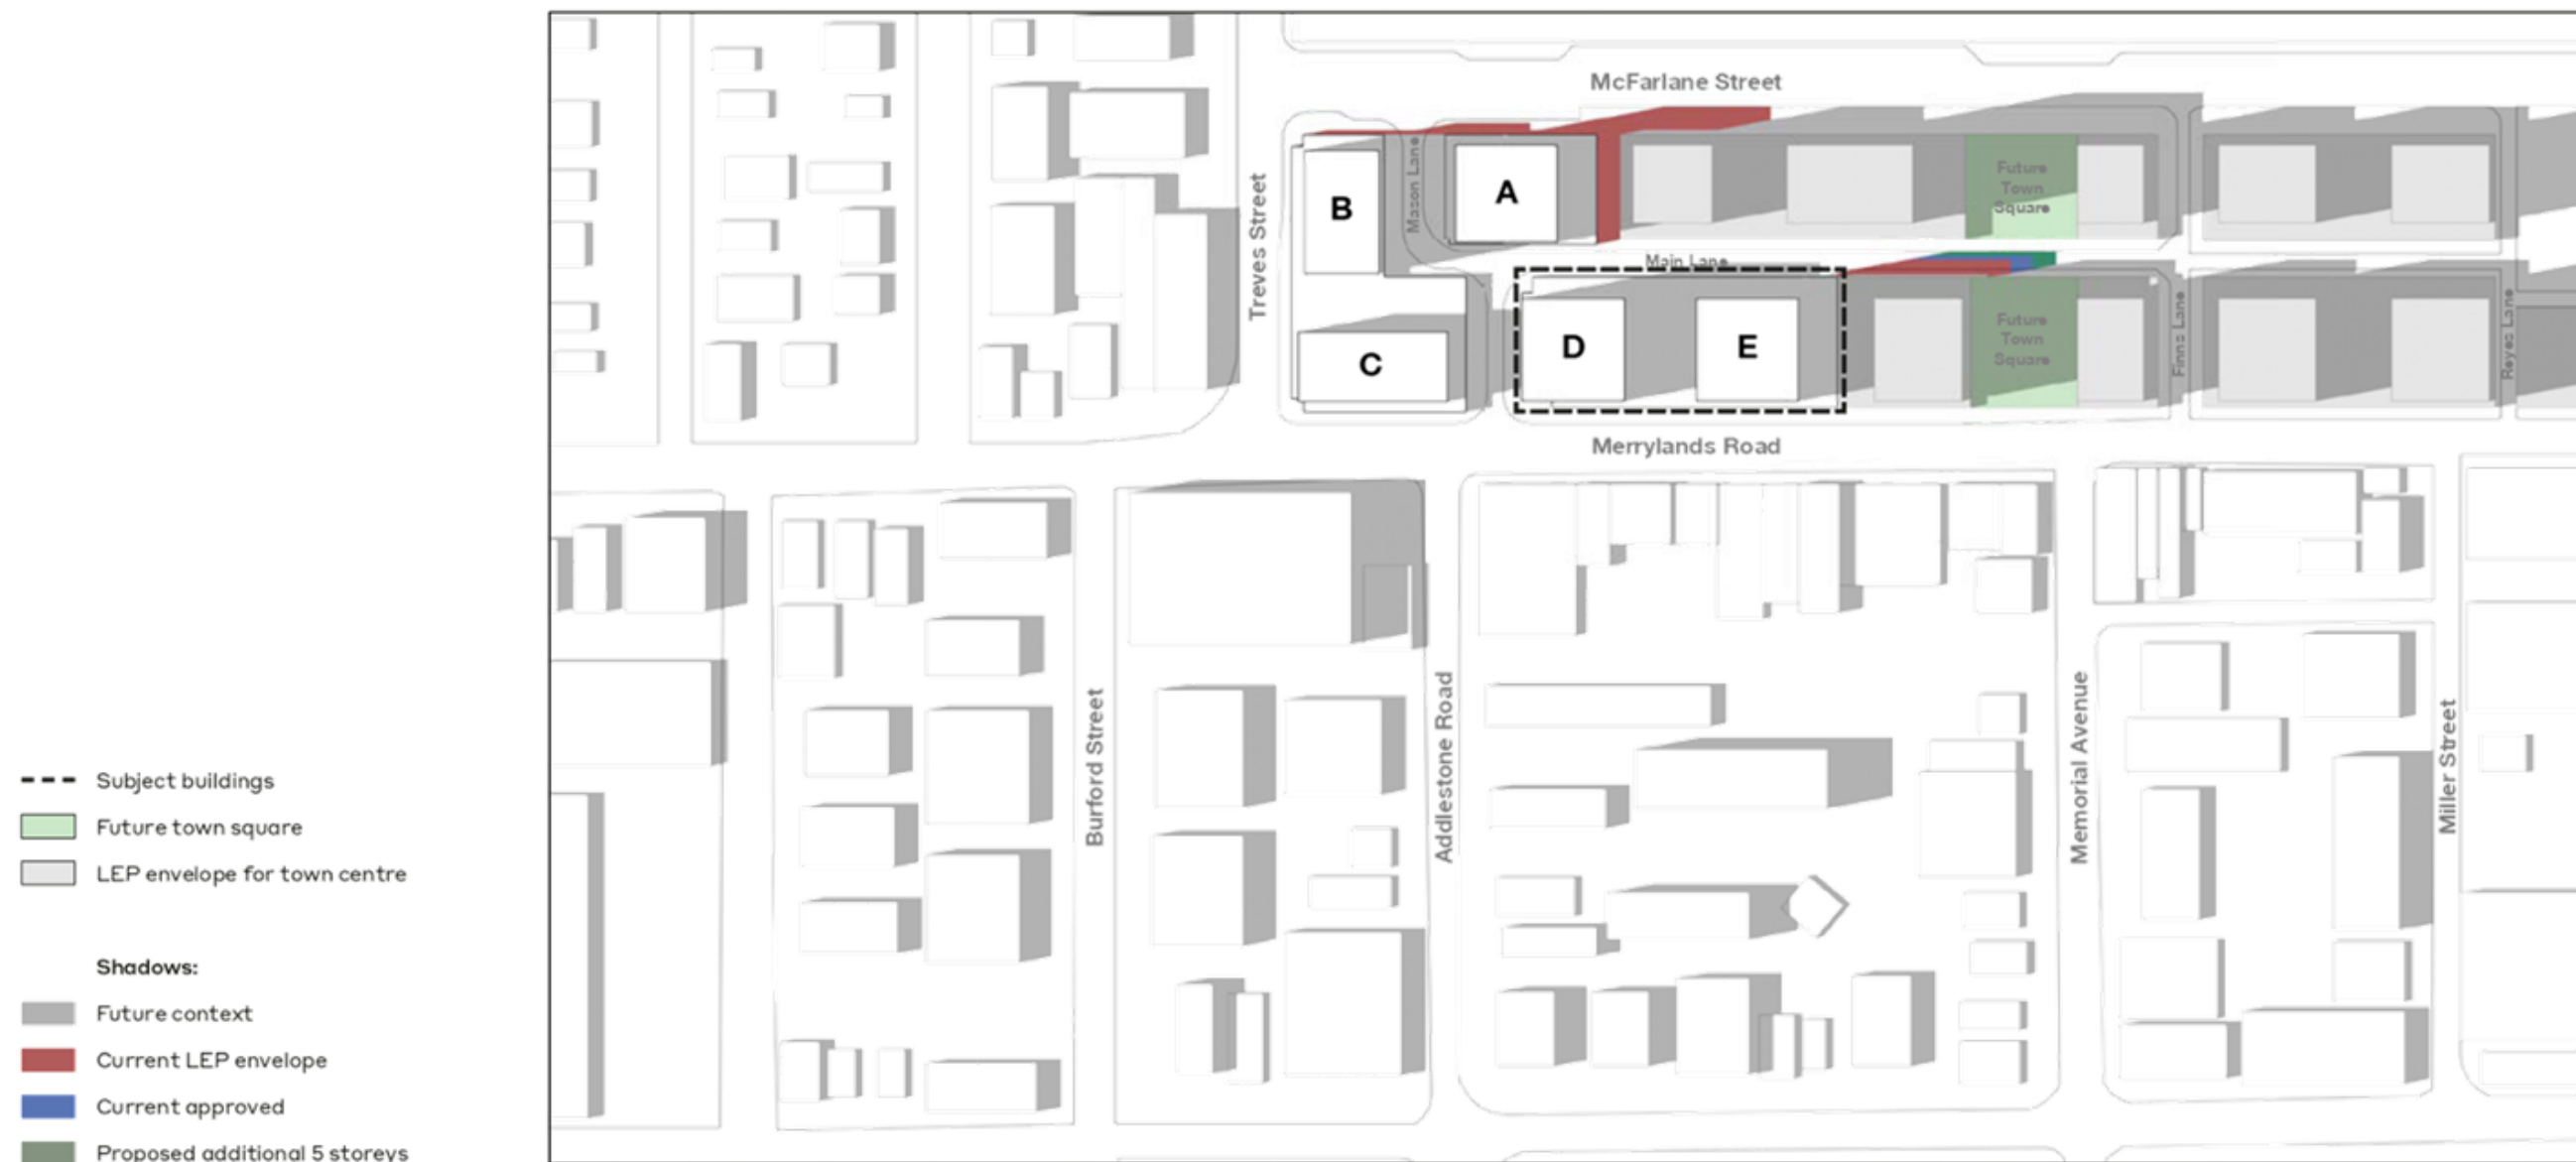 McFarlane Street
Treves Street
Mason Lane
B
A
Future
Town
Square
Main Lane
D
E
C
Future
Town
Square
Finns Lane
Reyes Lane
Merrylands Road
Burford Street
Addlestone Road
Memorial Avenue
Miller Street
Subject buildings
Future town square
LEP envelope for town centre
Shadows:
Future context
Current LEP envelope
Current approved
Proposed additional 5 storeys